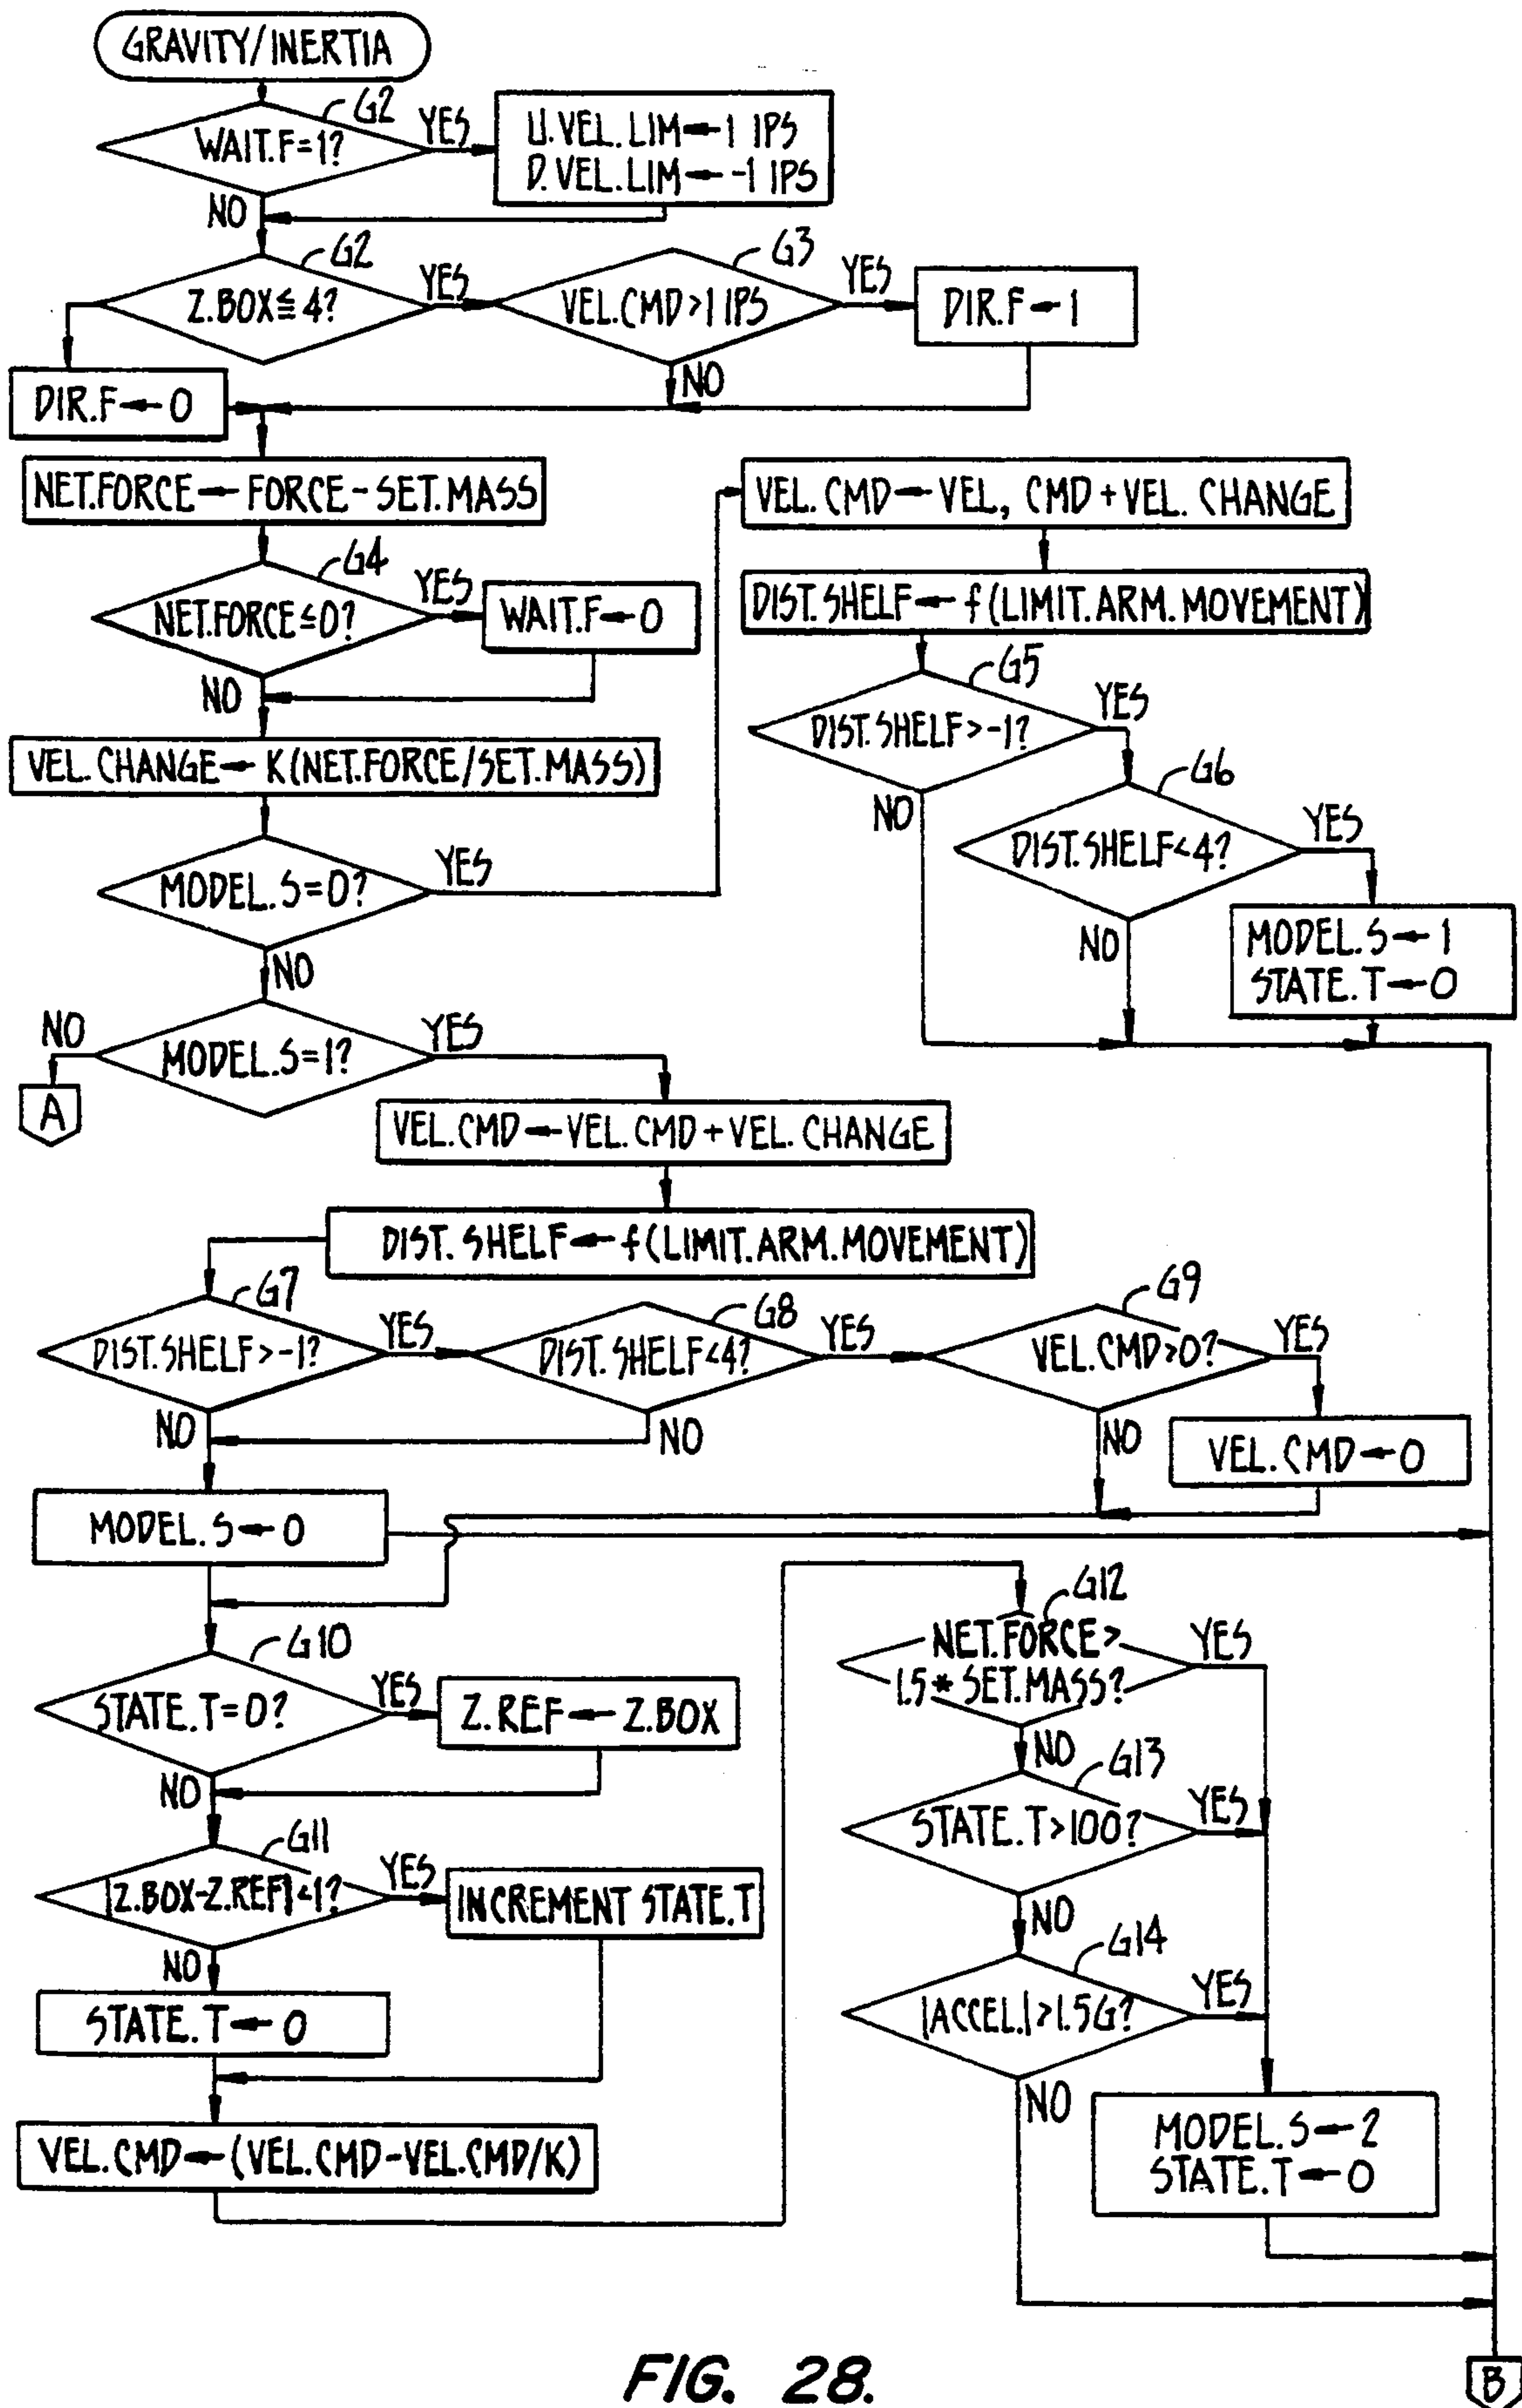 GRAVITY/INERTIA
G2
WAIT.F=1?
YES
U.VEL.LIM←1 IPS
D.VEL.LIM←-1 IPS
NO
G2
Z.BOX≦4?
YES
G3
VEL.CMD>1 IPS
YES
DIR.F←1
NO
DIR.F←0
NET.FORCE←FORCE-SET.MASS
G4
NET.FORCE≤0?
YES
WAIT.F←0
NO
VEL.CHANGE←K(NET.FORCE/SET.MASS)
MODEL.S=0?
YES
NO
VEL.CMD←VEL, CMD+VEL. CHANGE
DIST.SHELF←f(LIMIT.ARM.MOVEMENT)
G5
DIST.SHELF>-1?
YES
NO
G6
DIST.SHELF<4?
YES
NO
MODEL.S←1
STATE.T←0
MODEL.S=1?
NO
YES
A
VEL.CMD←VEL.CMD+VEL. CHANGE
DIST. SHELF←f(LIMIT.ARM.MOVEMENT)
G7
DIST.SHELF>-1?
YES
NO
G8
DIST.SHELF<4?
YES
NO
G9
VEL.CMD>0?
YES
NO
VEL.CMD←0
MODEL.S←0
G10
STATE.T=0?
YES
Z.REF←Z.BOX
NO
G11
|Z.BOX-Z.REF|<1?
YES
INCREMENT STATE.T
NO
STATE.T←0
VEL.CMD←(VEL.CMD-VEL.CMD/K)
G12
NET.FORCE>
1.5* SET.MASS?
YES
NO
G13
STATE.T>100?
YES
NO
G14
|ACCEL.|>1.5G?
YES
NO
MODEL.S←2
STATE.T←0
B
FIG. 28.